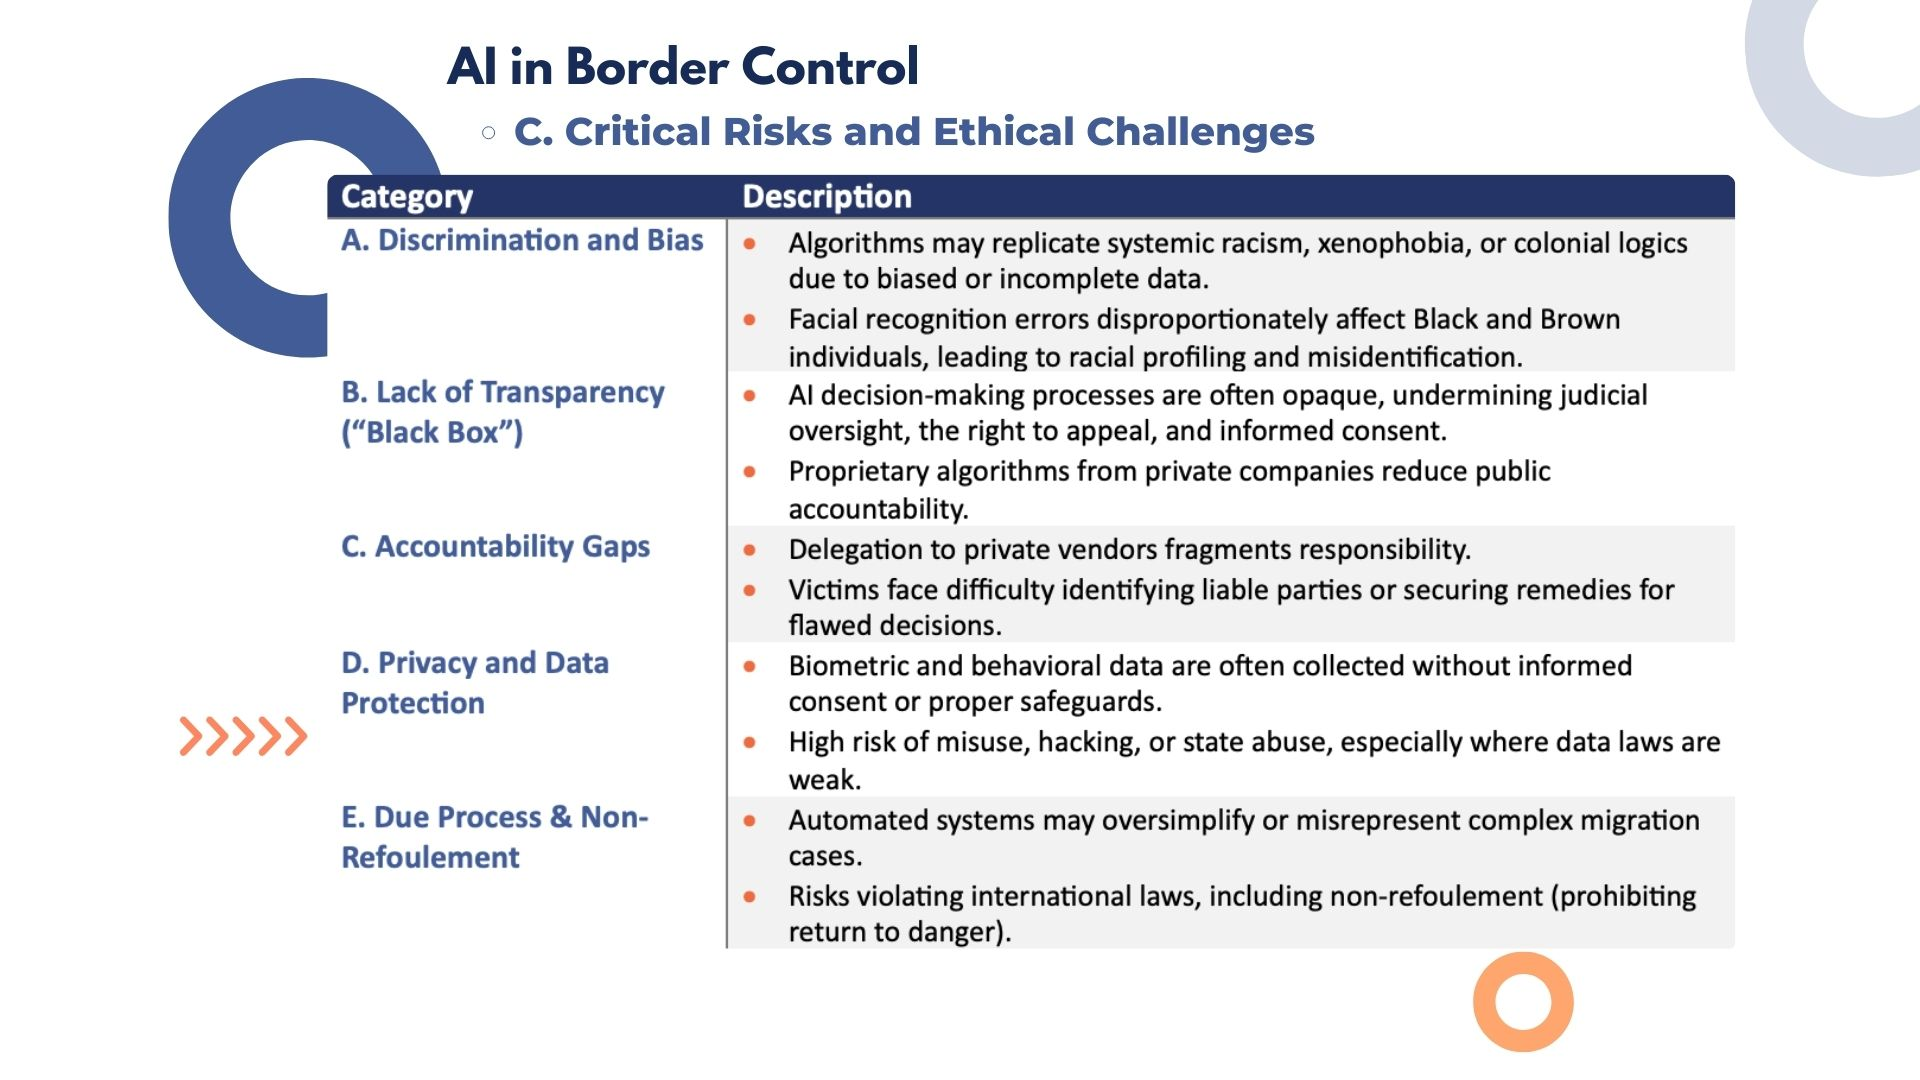 AI in Border Control
C. Critical Risks and Ethical Challenges
Category
Description
A. Discrimination and Bias
Algorithms may replicate systemic racism, xenophobia, or colonial logics
due to biased or incomplete data.
Facial recognition errors disproportionately affect Black and Brown
individuals, leading to racial profiling and misidentification.
B. Lack of Transparency
(“Black Box”)
AI decision-making processes are often opaque, undermining judicial
oversight, the right to appeal, and informed consent.
Proprietary algorithms from private companies reduce public
accountability.
C. Accountability Gaps
Delegation to private vendors fragments responsibility.
Victims face difficulty identifying liable parties or securing remedies for
flawed decisions.
D. Privacy and Data
Protection
Biometric and behavioral data are often collected without informed
consent or proper safeguards.
High risk of misuse, hacking, or state abuse, especially where data laws are
weak.
E. Due Process & Non-
Refoulement
Automated systems may oversimplify or misrepresent complex migration
cases.
Risks violating international laws, including non-refoulement (prohibiting
return to danger).